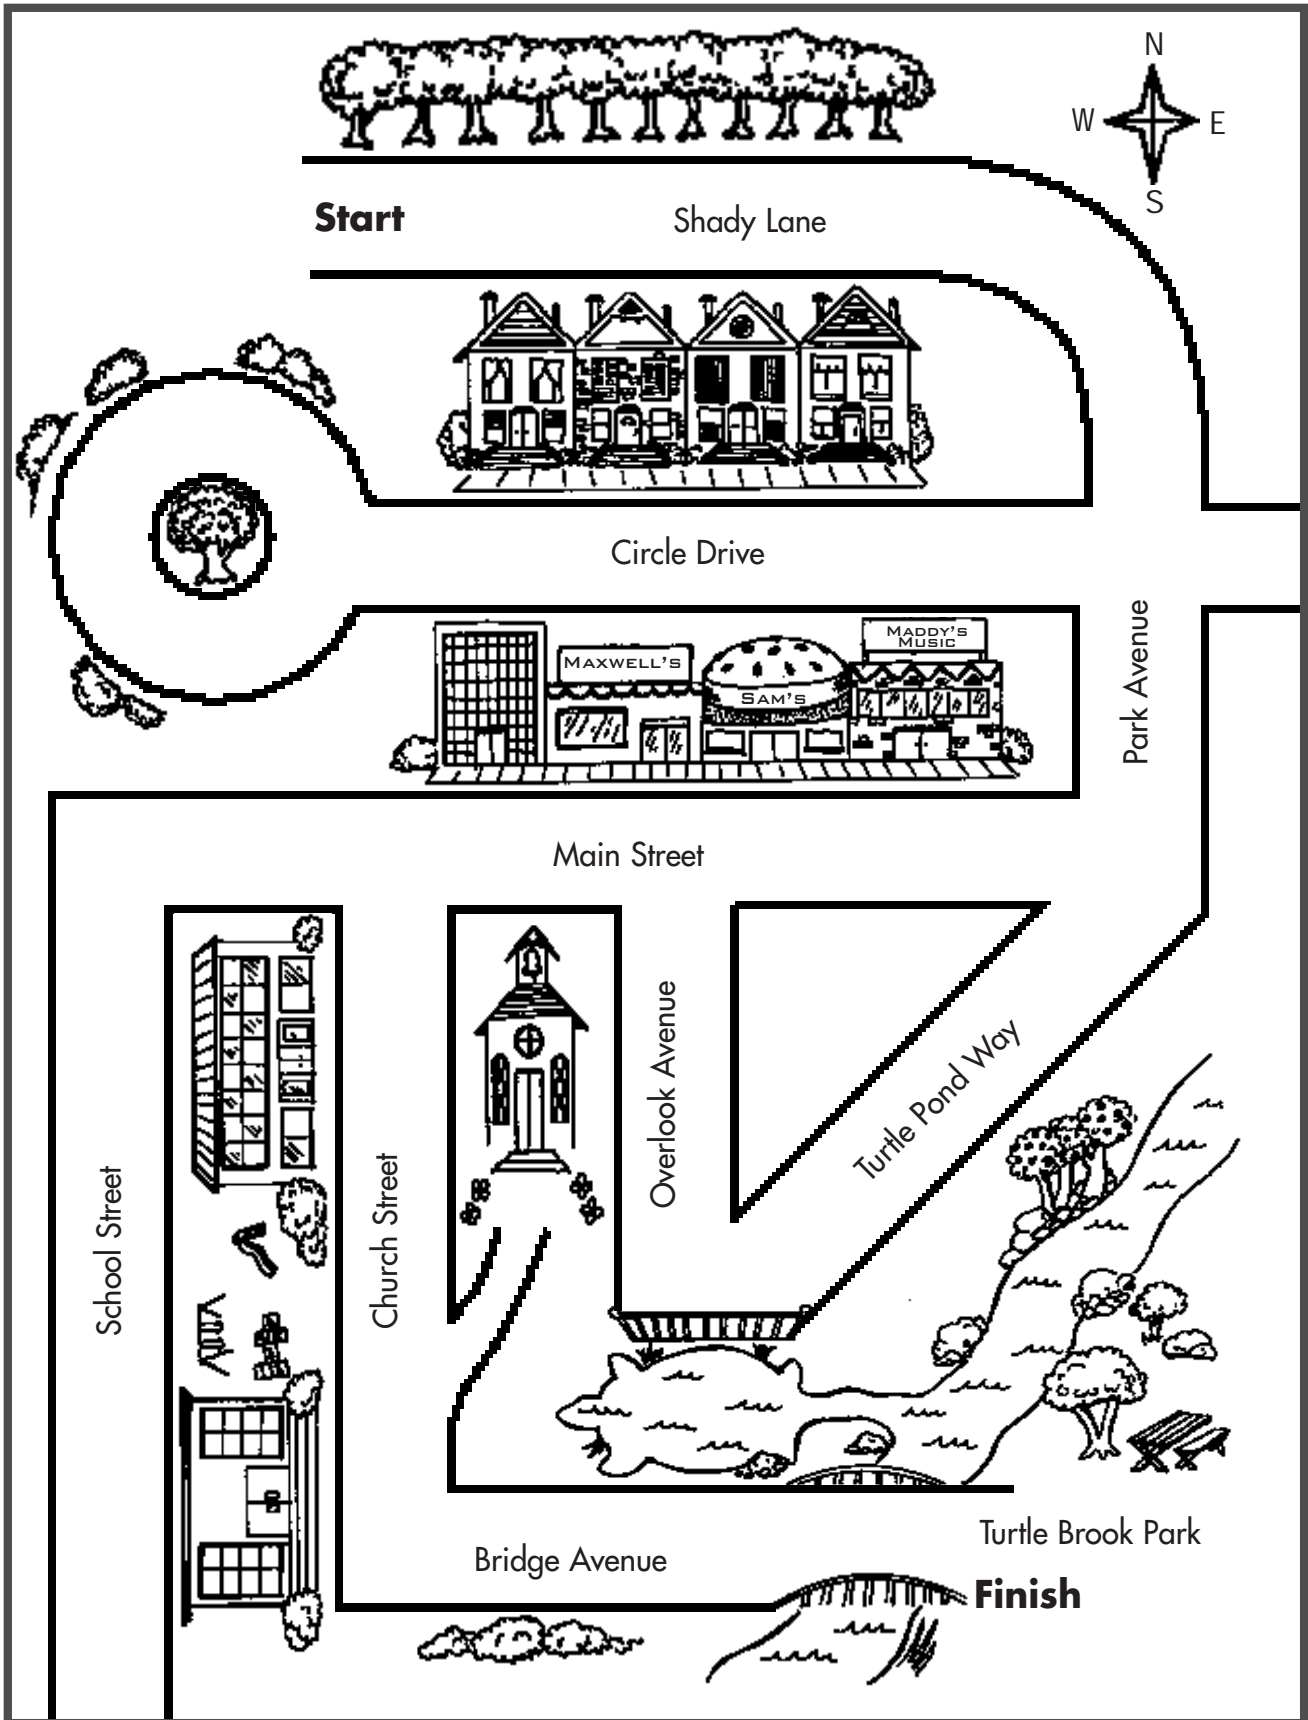 N
W E
S
Start
Shady Lane
Circle Drive
Park Avenue
MAXWELL'S
SAM'S
MADDY'S
MUSIC
Main Street
School Street
Church Street
Overlook Avenue
Turtle Pond Way
Bridge Avenue
Turtle Brook Park
Finish